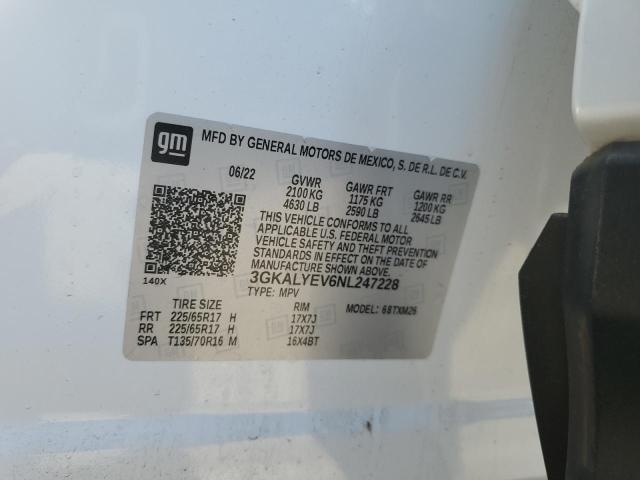 gm
MFD BY GENERAL MOTORS DE MEXICO, S. DE R.L. DE C.V.
06/22 GVWR GAWR FRT GAWR RR
2100 KG 1175 KG 1200 KG
4630 LB 2590 LB 2645 LB
THIS VEHICLE CONFORMS TO ALL
APPLICABLE U.S. FEDERAL MOTOR
VEHICLE SAFETY AND THEFT PREVENTION
STANDARDS IN EFFECT ON THE DATE OF
MANUFACTURE SHOWN ABOVE.
140X 3GKALYEV6NL247228
TYPE: MPV MODEL: 68TXM26
TIRE SIZE RIM
FRT 225/65R17 H 17X7J
RR 225/65R17 H 17X7J
SPA T135/70R16 M 16X4BT